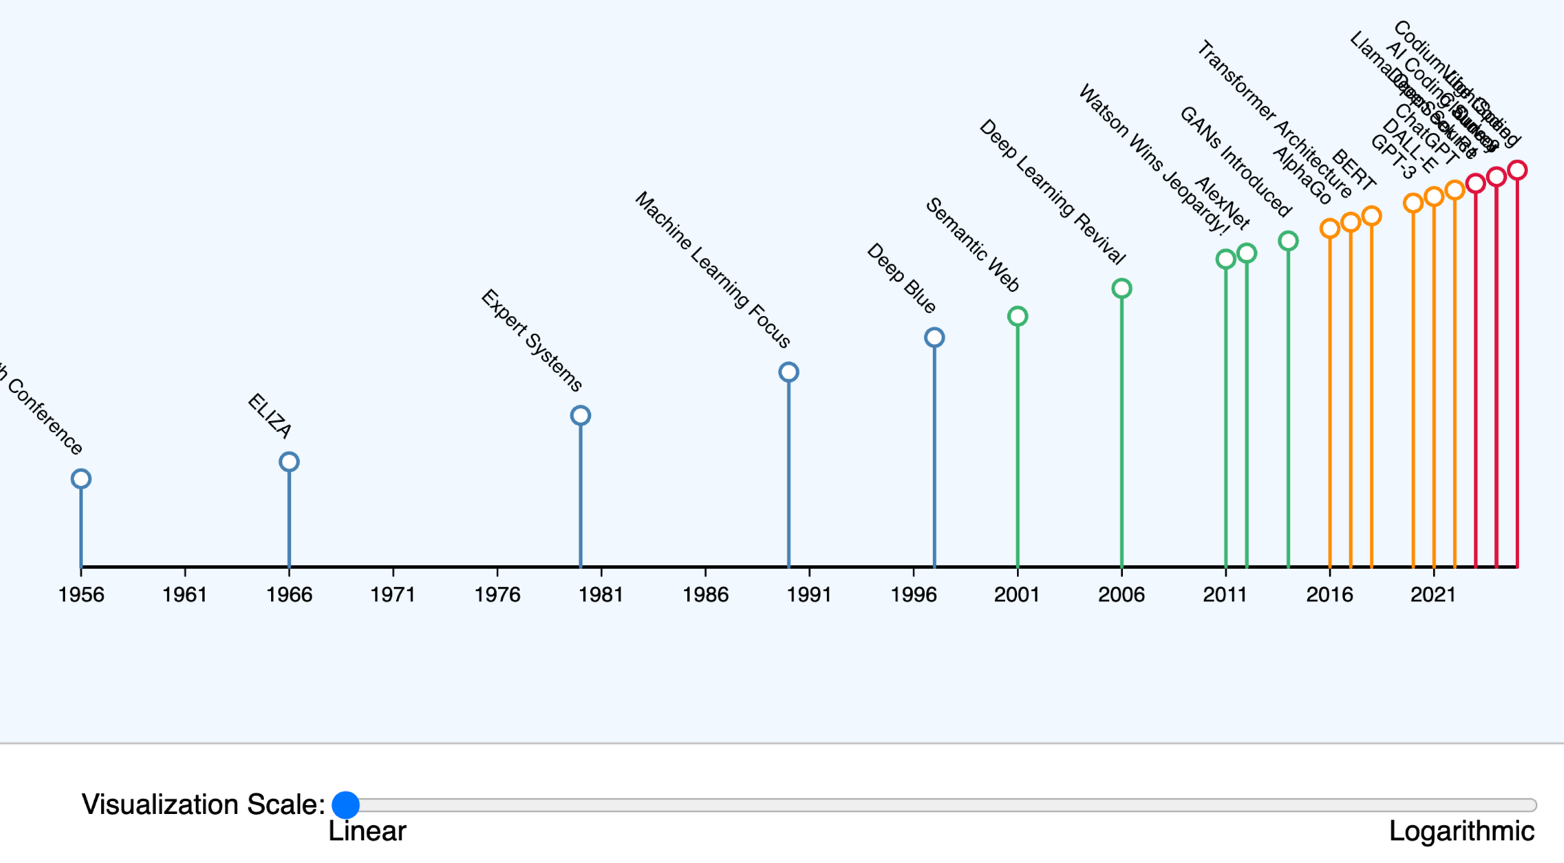 h Conference
ELIZA
Expert Systems
Machine Learning Focus
Deep Blue
Semantic Web
Deep Learning Revival
Watson Wins Jeopardy!
AlexNet
GANs Introduced
AlphaGo
Transformer Architecture
BERT
GPT-3
DALL-E
ChatGPT
1956
1961
1966
1971
1976
1981
1986
1991
1996
2001
2006
2011
2016
2021
Visualization Scale:
Linear
Logarithmic